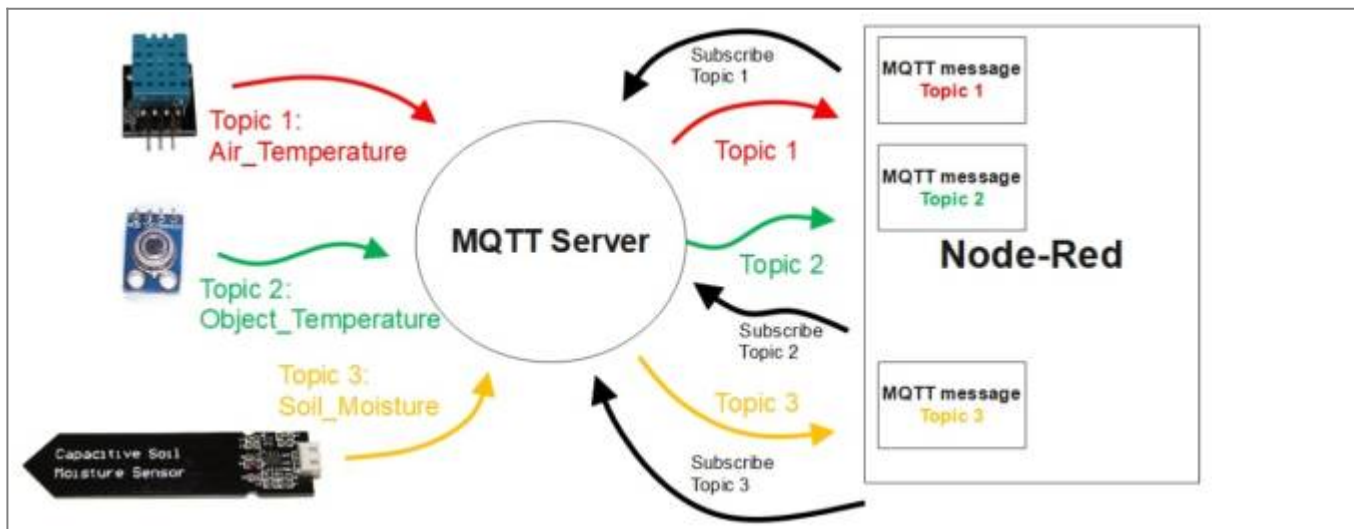 Topic 1:
Air_Temperature
Topic 2:
Object_Temperature
Topic 3:
Soil_Moisture
Capacitive Soil
Moisture Sensor
MQTT Server
Subscribe
Topic 1
Topic 1
Topic 2
Subscribe
Topic 2
Topic 3
Subscribe
Topic 3
MQTT message
Topic 1
MQTT message
Topic 2
Node-Red
MQTT message
Topic 3